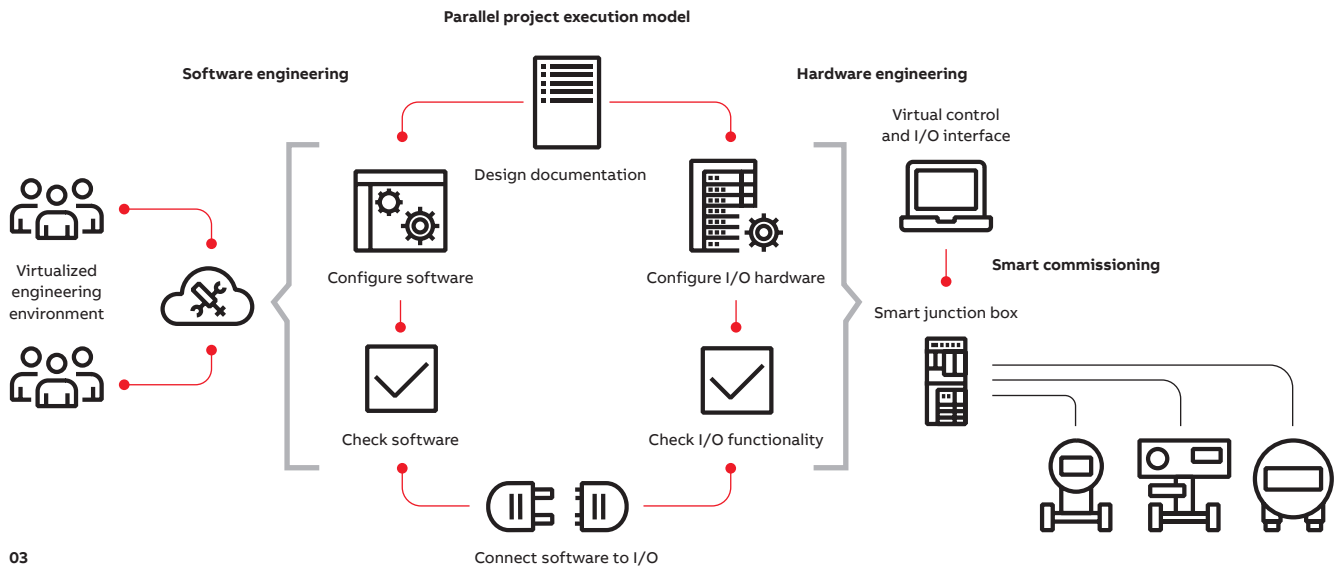 Parallel project execution model
Software engineering
Hardware engineering
Virtual control
and I/O interface
Design documentation
Virtualized
engineering
environment
Configure software
Configure I/O hardware
Smart commissioning
Smart junction box
Check software
Check I/O functionality
Connect software to I/O
03